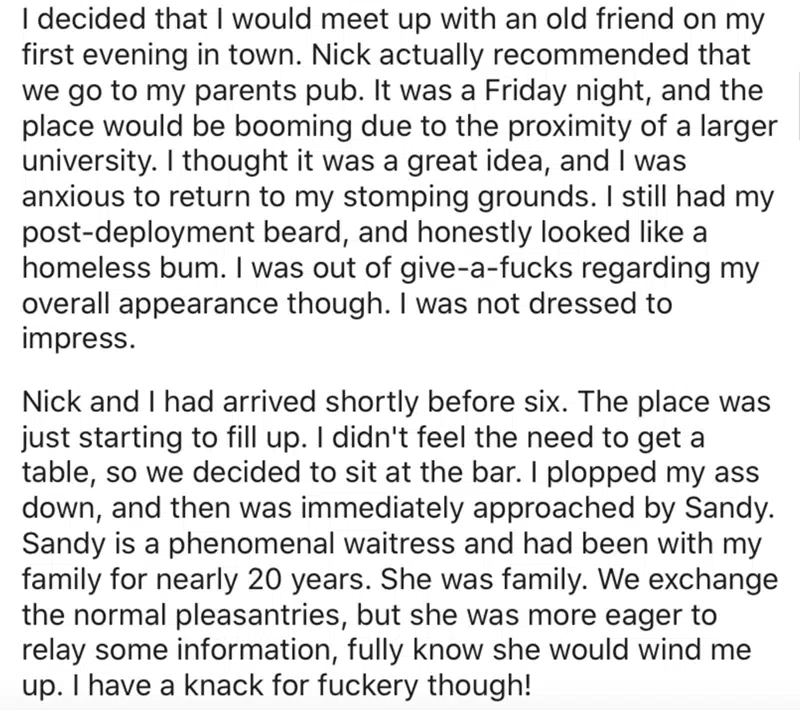 I decided that I would meet up with an old friend on my
first evening in town. Nick actually recommended that
we go to my parents pub. It was a Friday night, and the
place would be booming due to the proximity of a larger
university. I thought it was a great idea, and I was
anxious to return to my stomping grounds. I still had my
post-deployment beard, and honestly looked like a
homeless bum. I was out of give-a-fucks regarding my
overall appearance though. I was not dressed to
impress.
Nick and I had arrived shortly before six. The place was
just starting to fill up. I didn't feel the need to get a
table, so we decided to sit at the bar. I plopped my ass
down, and then was immediately approached by Sandy.
Sandy is a phenomenal waitress and had been with my
family for nearly 20 years. She was family. We exchange
the normal pleasantries, but she was more eager to
relay some information, fully know she would wind me
up. I have a knack for fuckery though!